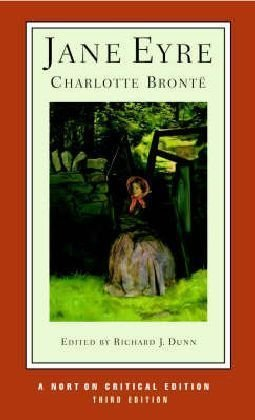 JANE EYRE
CHARLOTTE BRONTË
EDITED BY RICHARD J. DUNN
A NORTON CRITICAL EDITION
THIRD EDITION